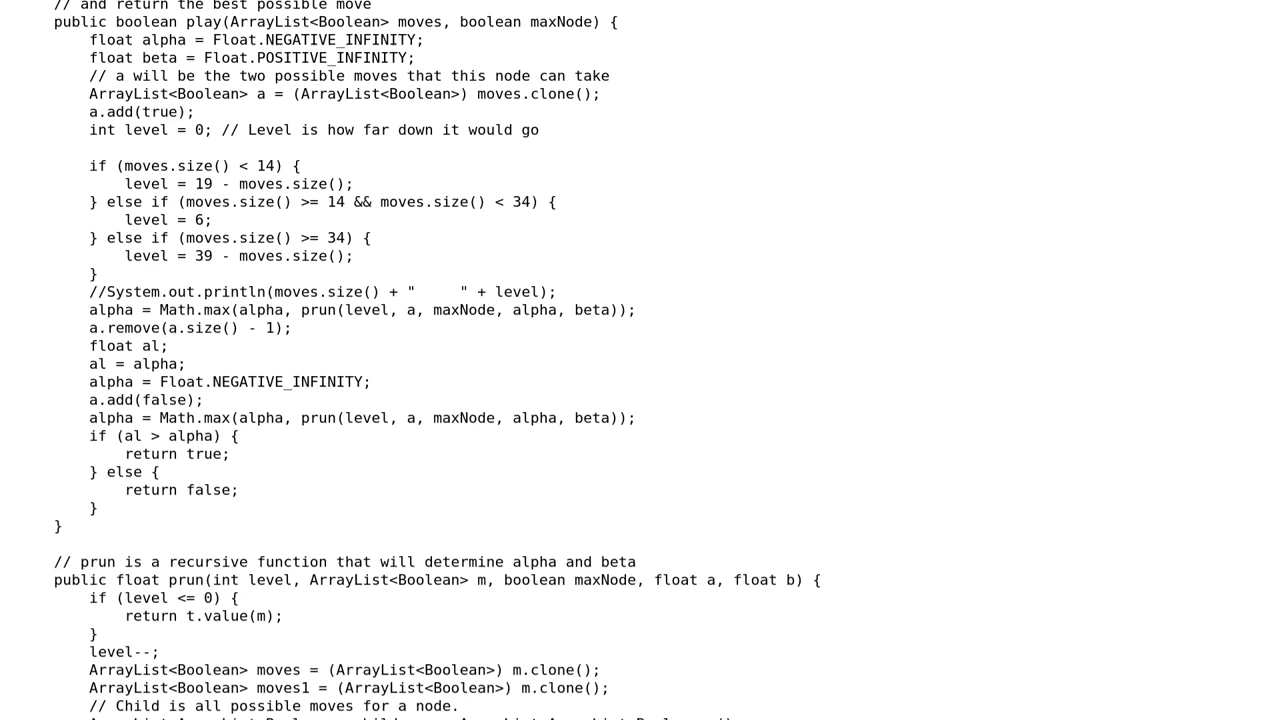 // and return the best possible move
public boolean play(ArrayList<Boolean> moves, boolean maxNode) {
float alpha = Float.NEGATIVE_INFINITY;
float beta = Float.POSITIVE_INFINITY;
// a will be the two possible moves that this node can take
ArrayList<Boolean> a = (ArrayList<Boolean>) moves.clone();
a.add(true);
int level = 0; // Level is how far down it would go
if (moves.size() < 14) {
level = 19 - moves.size();
} else if (moves.size() >= 14 && moves.size() < 34) {
level = 6;
} else if (moves.size() >= 34) {
level = 39 - moves.size();
}
//System.out.println(moves.size() + "     " + level);
alpha = Math.max(alpha, prun(level, a, maxNode, alpha, beta));
a.remove(a.size() - 1);
float al;
al = alpha;
alpha = Float.NEGATIVE_INFINITY;
a.add(false);
alpha = Math.max(alpha, prun(level, a, maxNode, alpha, beta));
if (al > alpha) {
return true;
} else {
return false;
}
}
// prun is a recursive function that will determine alpha and beta
public float prun(int level, ArrayList<Boolean> m, boolean maxNode, float a, float b) {
if (level <= 0) {
return t.value(m);
}
level--;
ArrayList<Boolean> moves = (ArrayList<Boolean>) m.clone();
ArrayList<Boolean> moves1 = (ArrayList<Boolean>) m.clone();
// Child is all possible moves for a node.